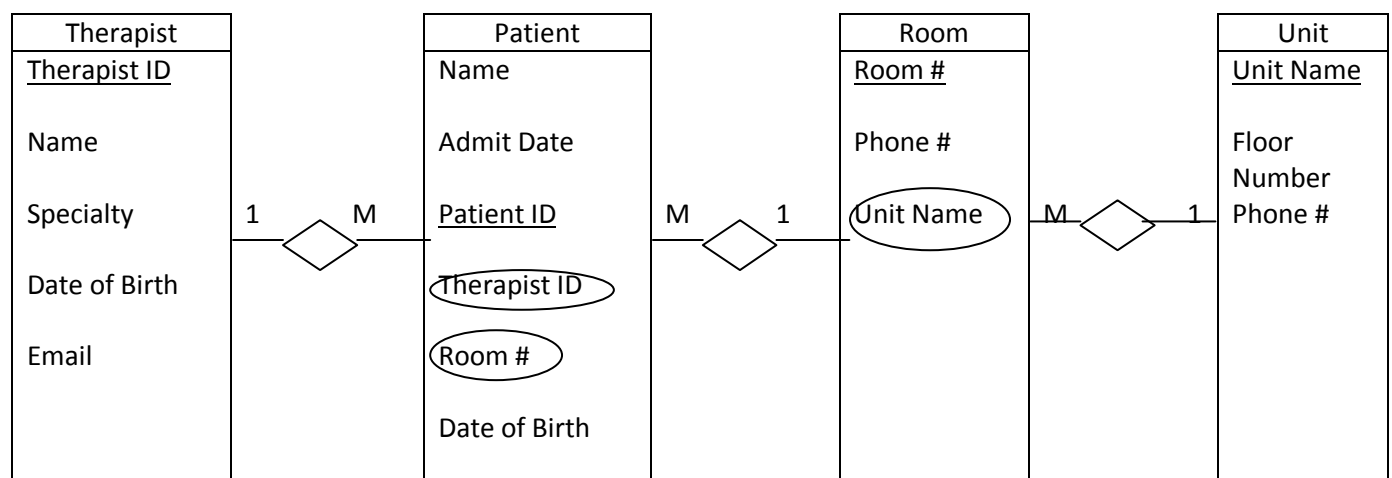 Therapist
Therapist ID
Name
Specialty
Date of Birth
Email
1
M
Patient
Name
Admit Date
Patient ID
Therapist ID
Room #
Date of Birth
M
1
Room
Room #
Phone #
Unit Name
M
1
Unit
Unit Name
Floor
Number
Phone #